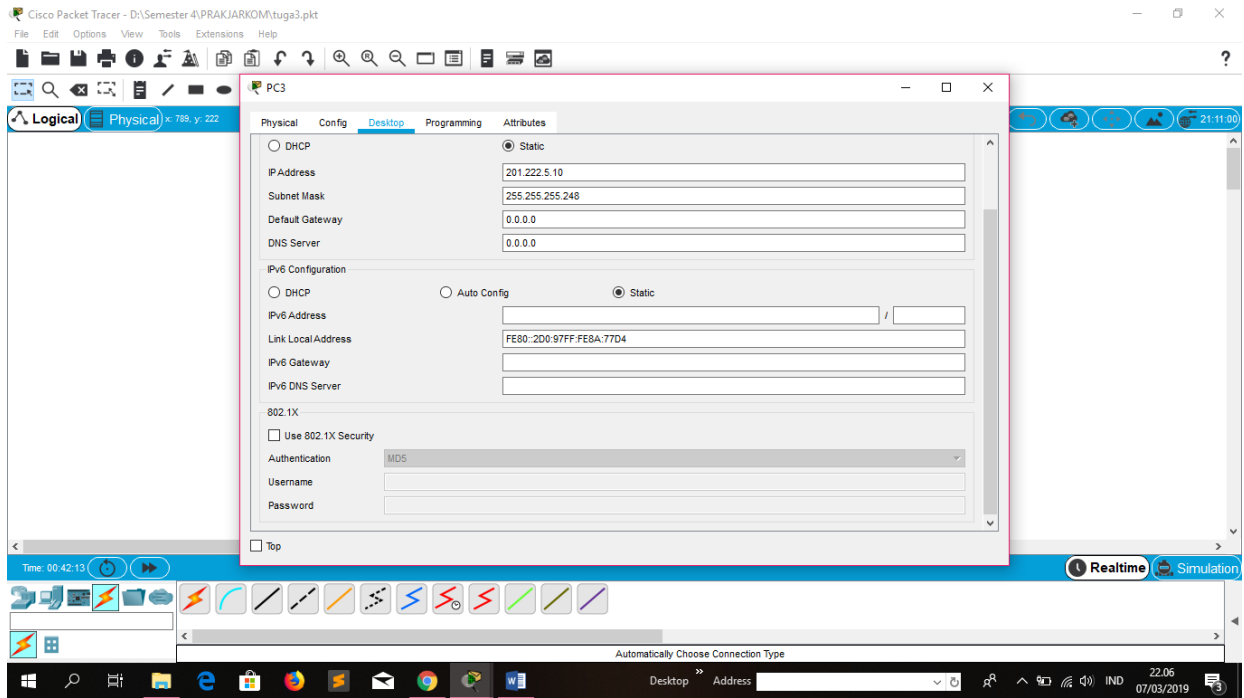 Cisco Packet Tracer - D:\Semester 4\PRAKJARKOM\tuga3.pkt
File Edit Options View Tools Extensions Help
?
PC3
Logical Physical x: 789, y: 222
21:11:00
Physical Config Desktop Programming Attributes
DHCP Static
IP Address 201.222.5.10
Subnet Mask 255.255.255.248
Default Gateway 0.0.0.0
DNS Server 0.0.0.0
IPv6 Configuration
DHCP Auto Config Static
IPv6 Address /
Link Local Address FE80::2D0:97FF:FE8A:77D4
IPv6 Gateway
IPv6 DNS Server
802.1X
Use 802.1X Security
Authentication MD5
Username
Password
Top
Time: 00:42:13
Realtime Simulation
Automatically Choose Connection Type
Desktop Address
IND
22.06
07/03/2019
3